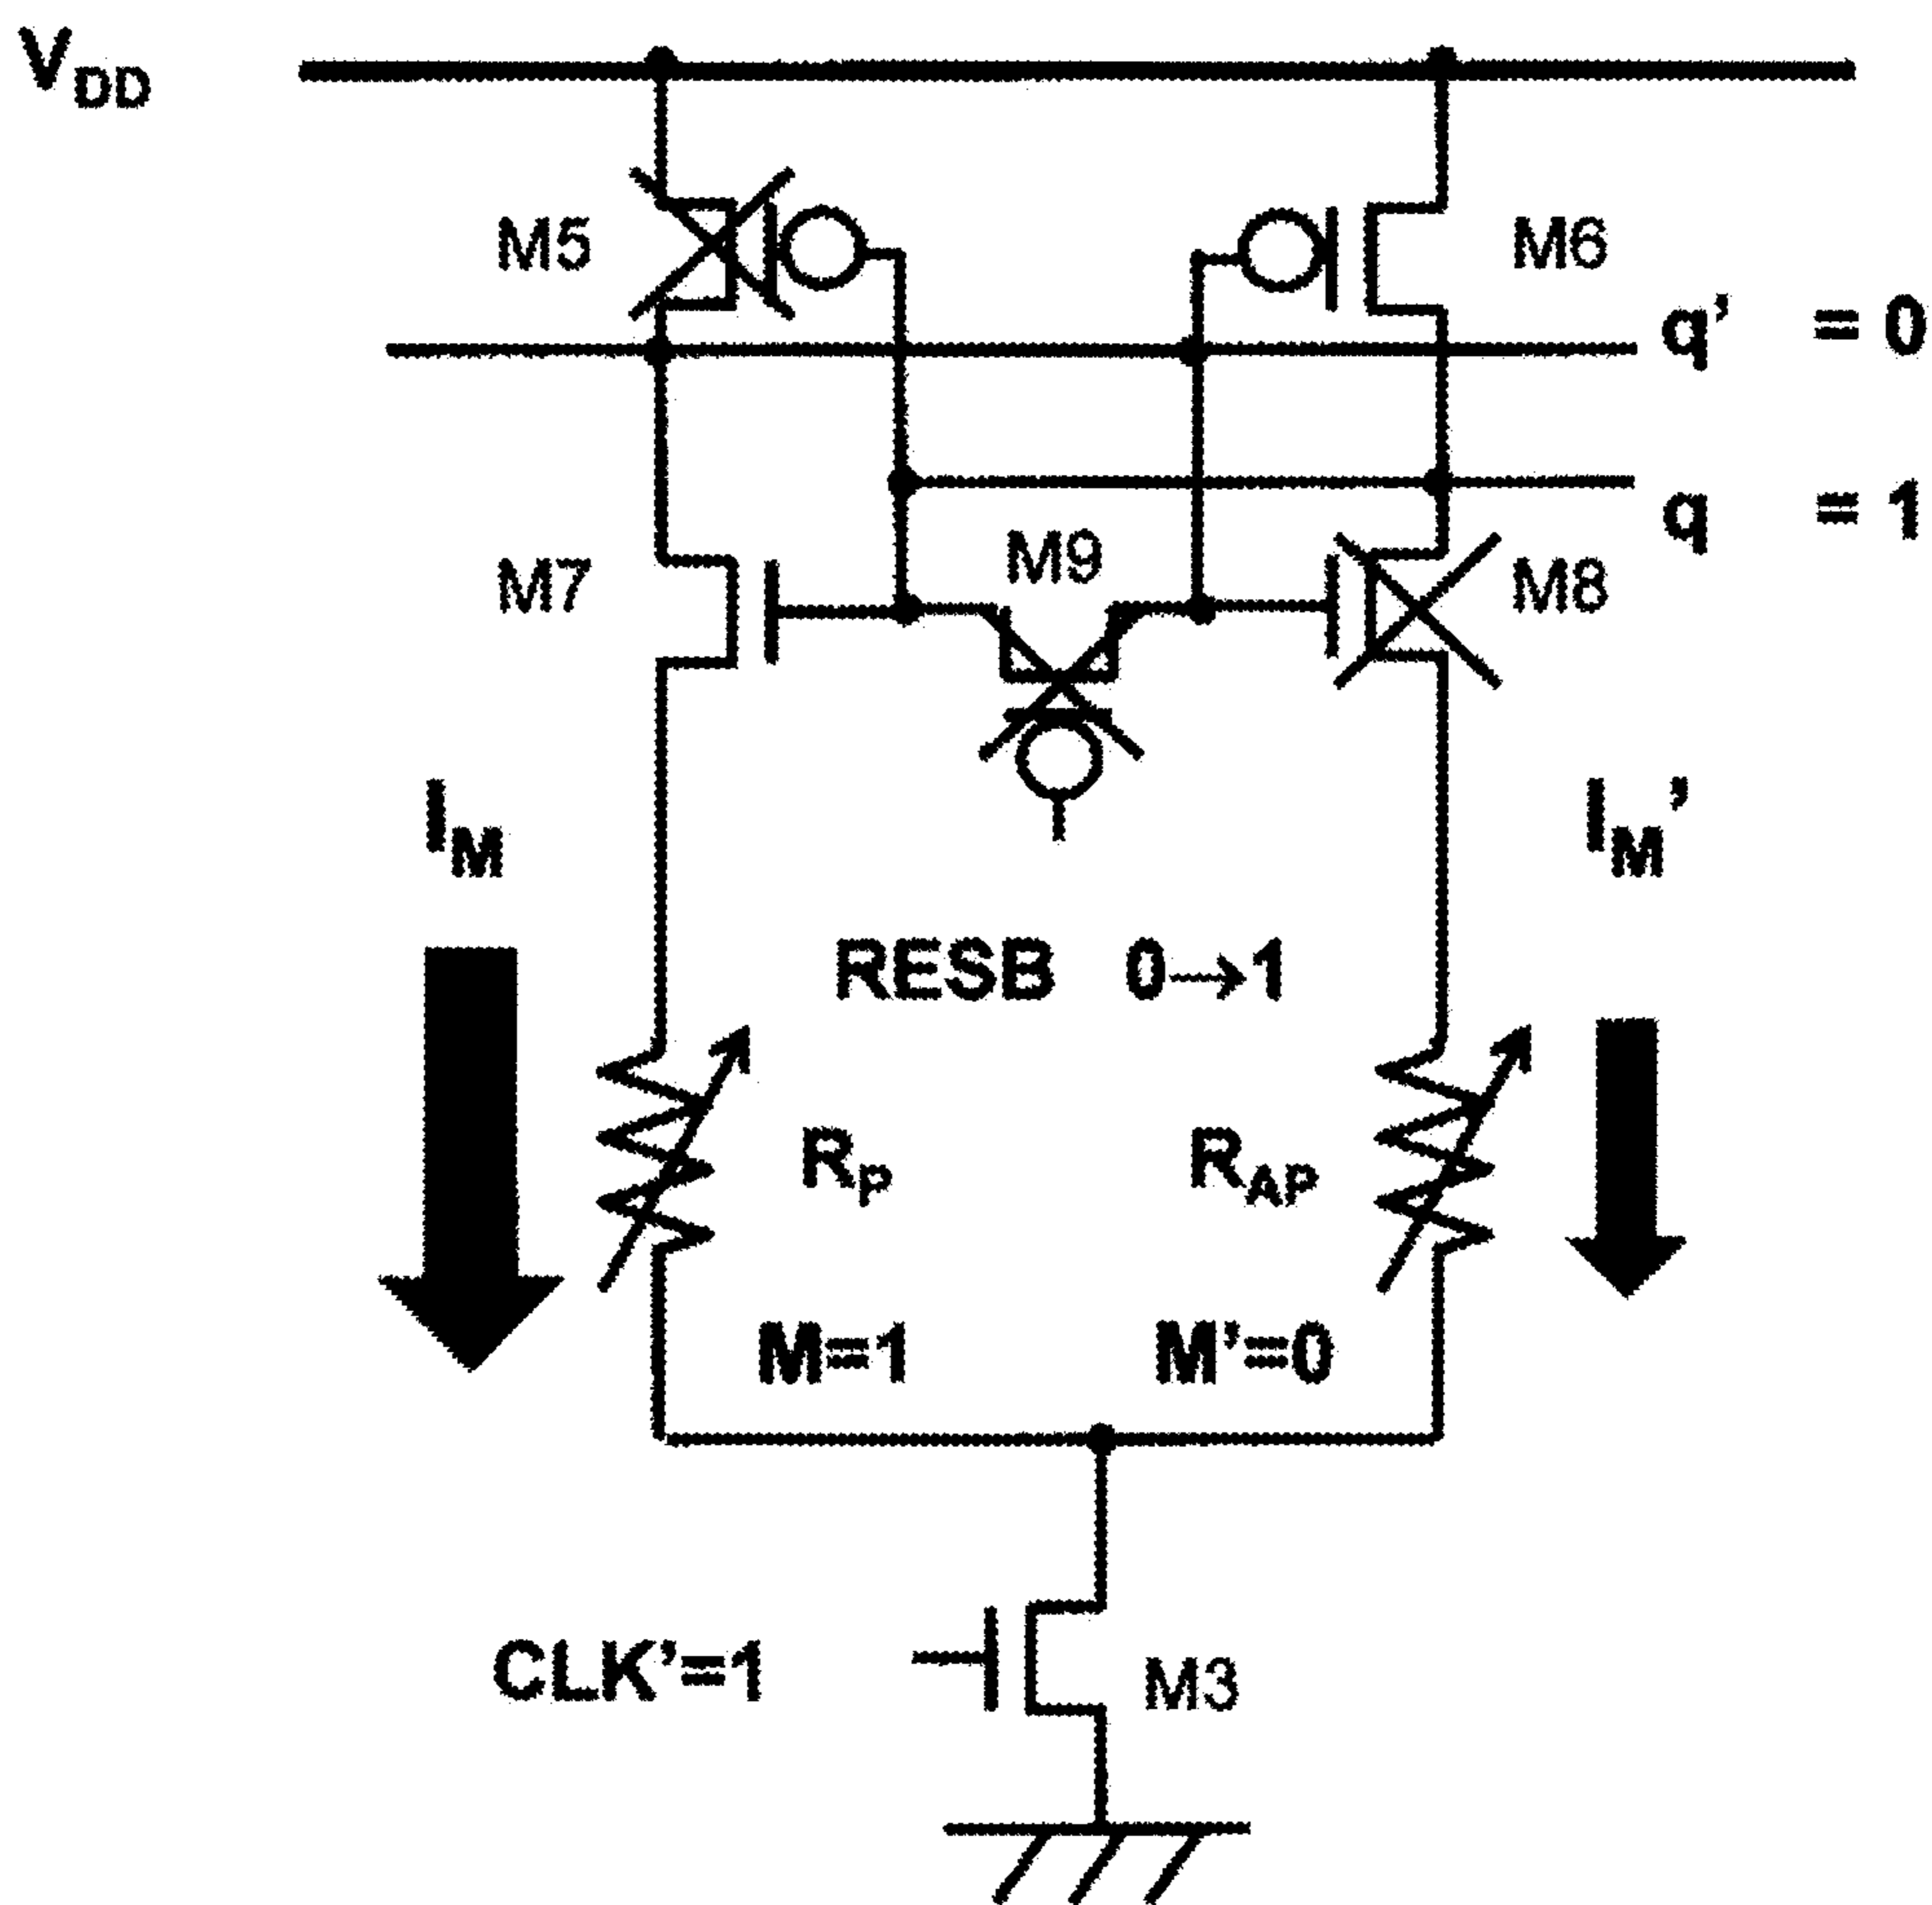 VDD
M5
M6
q' = 0
q = 1
M7
M9
M8
IM
IM'
RESB 0→1
RP
RAP
M=1
M'=0
CLK'=1
M3